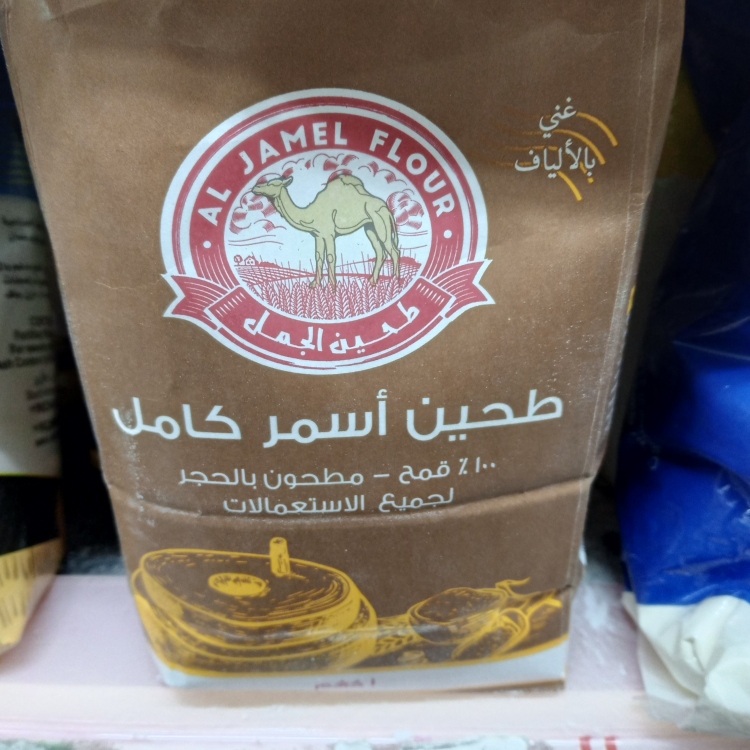 AL JAMEL FLOUR
طحين الجمل
غني
بالألياف
طحين أسمر كامل
١٠٠٪ قمح – مطحون بالحجر
لجميع الاستعمالات